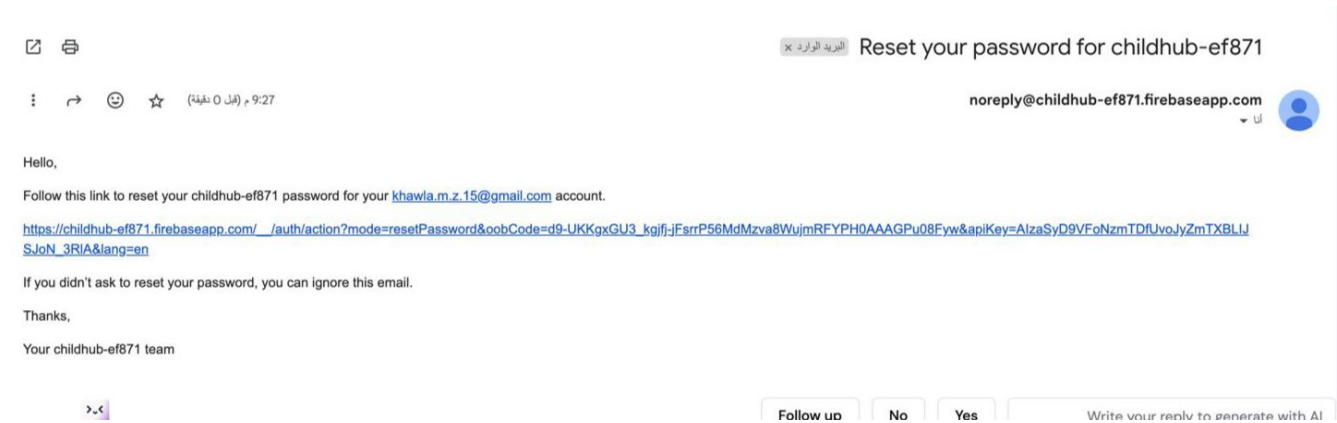 Reset your password for childhub-ef871
البريد الوارد ×
noreply@childhub-ef871.firebaseapp.com
9:27 م (قبل 0 دقيقة)
أنا
Hello,
Follow this link to reset your childhub-ef871 password for your khawla.m.z.15@gmail.com account.
https://childhub-ef871.firebaseapp.com/__/auth/action?mode=resetPassword&oobCode=d9-UKKgxGU3_kgjfj-jFsrrP56MdMzva8WujmRFYPH0AAAGPu08Fyw&apiKey=AIzaSyD9VFoNzmTDfUvoJyZmTXBLIJ
SJoN_3RIA&lang=en
If you didn't ask to reset your password, you can ignore this email.
Thanks,
Your childhub-ef871 team
Follow up
No
Yes
Write your reply to generate with AI